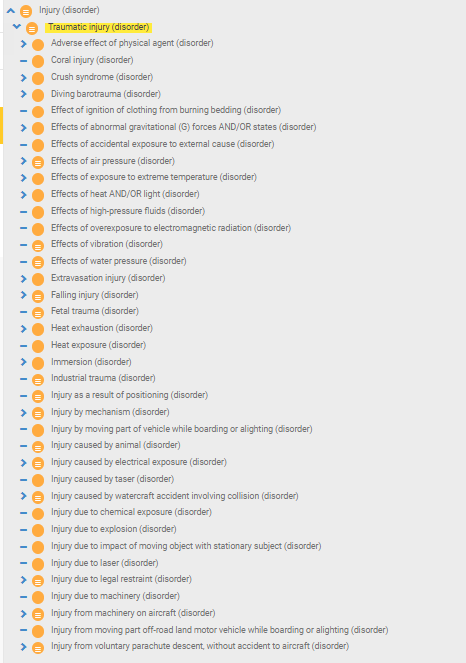 Injury (disorder)
Traumatic injury (disorder)
Adverse effect of physical agent (disorder)
Coral injury (disorder)
Crush syndrome (disorder)
Diving barotrauma (disorder)
Effect of ignition of clothing from burning bedding (disorder)
Effects of abnormal gravitational (G) forces AND/OR states (disorder)
Effects of accidental exposure to external cause (disorder)
Effects of air pressure (disorder)
Effects of exposure to extreme temperature (disorder)
Effects of heat AND/OR light (disorder)
Effects of high-pressure fluids (disorder)
Effects of overexposure to electromagnetic radiation (disorder)
Effects of vibration (disorder)
Effects of water pressure (disorder)
Extravasation injury (disorder)
Falling injury (disorder)
Fetal trauma (disorder)
Heat exhaustion (disorder)
Heat exposure (disorder)
Immersion (disorder)
Industrial trauma (disorder)
Injury as a result of positioning (disorder)
Injury by mechanism (disorder)
Injury by moving part of vehicle while boarding or alighting (disorder)
Injury caused by animal (disorder)
Injury caused by electrical exposure (disorder)
Injury caused by taser (disorder)
Injury caused by watercraft accident involving collision (disorder)
Injury due to chemical exposure (disorder)
Injury due to explosion (disorder)
Injury due to impact of moving object with stationary subject (disorder)
Injury due to laser (disorder)
Injury due to legal restraint (disorder)
Injury due to machinery (disorder)
Injury from machinery on aircraft (disorder)
Injury from moving part off-road land motor vehicle while boarding or alighting (disorder)
Injury from voluntary parachute descent, without accident to aircraft (disorder)